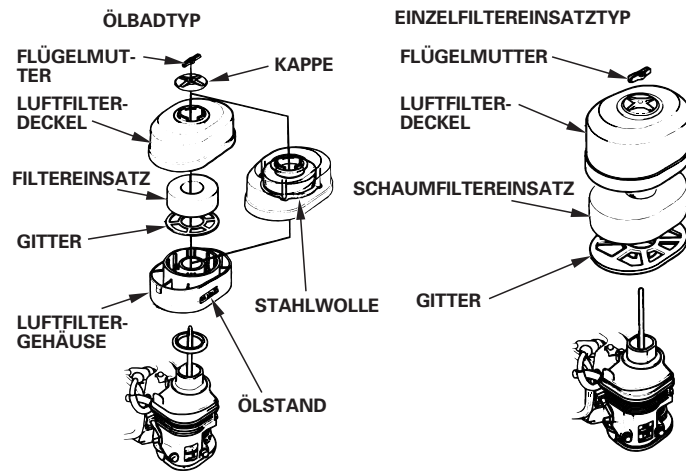 ÖLBADTYP
FLÜGELMUT-
TER
KAPPE
LUFTFILTER-
DECKEL
FILTEREINSATZ
GITTER
STAHLWOLLE
LUFTFILTER-
GEHÄUSE
ÖLSTAND
EINZELFILTEREINSATZTYP
FLÜGELMUTTER
LUFTFILTER-
DECKEL
SCHAUMFILTEREINSATZ
GITTER